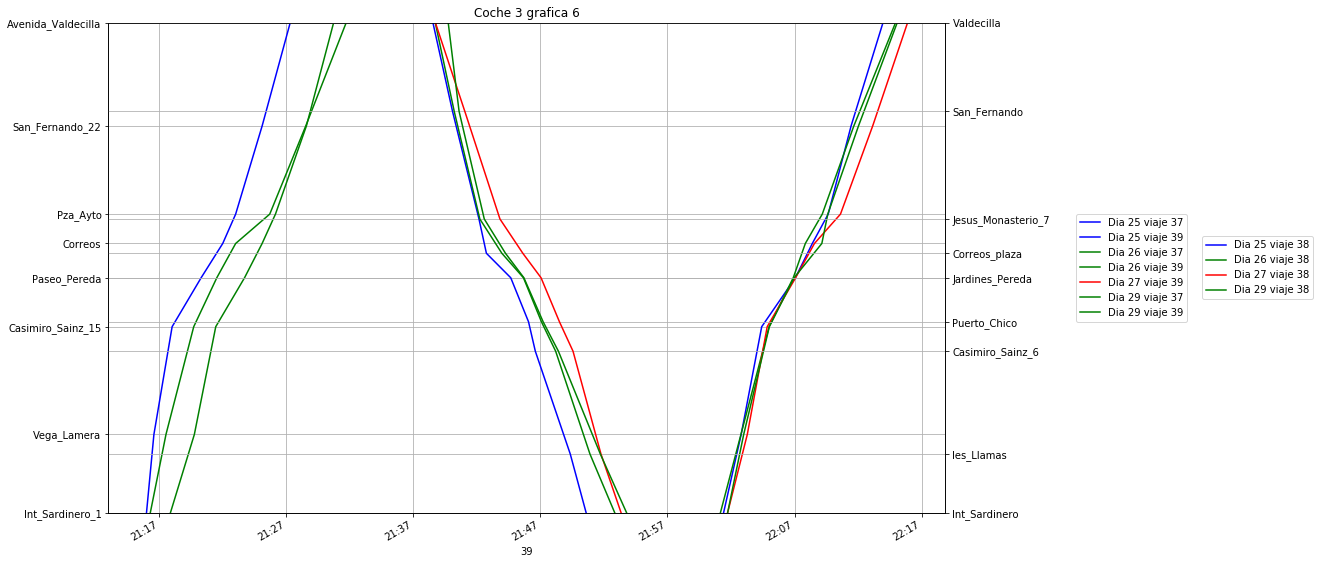 Coche 3 grafica 6
Avenida_Valdecilla
San_Fernando_22
Pza_Ayto
Correos
Paseo_Pereda
Casimiro_Sainz_15
Vega_Lamera
Int_Sardinero_1
Valdecilla
San_Fernando
Jesus_Monasterio_7
Correos_plaza
Jardines_Pereda
Puerto_Chico
Casimiro_Sainz_6
Ies_Llamas
Int_Sardinero
21:17
21:27
21:37
21:47
21:57
22:07
22:17
39
Dia 25 viaje 37
Dia 25 viaje 39
Dia 26 viaje 37
Dia 26 viaje 39
Dia 27 viaje 39
Dia 29 viaje 37
Dia 29 viaje 39
Dia 25 viaje 38
Dia 26 viaje 38
Dia 27 viaje 38
Dia 29 viaje 38